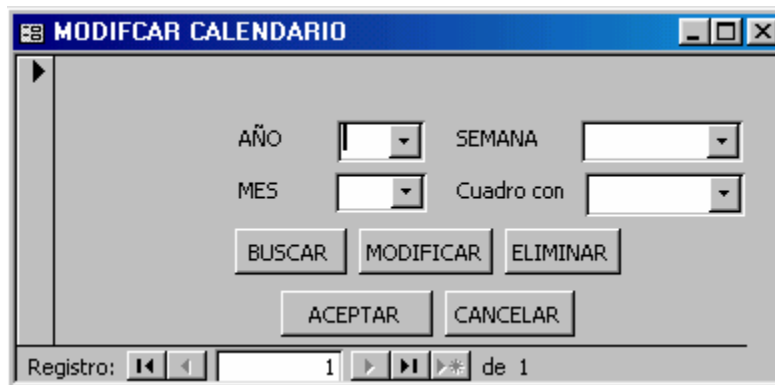 MODIFCAR CALENDARIO
AÑO SEMANA
MES Cuadro con
BUSCAR MODIFICAR ELIMINAR
ACEPTAR CANCELAR
Registro: 1 de 1